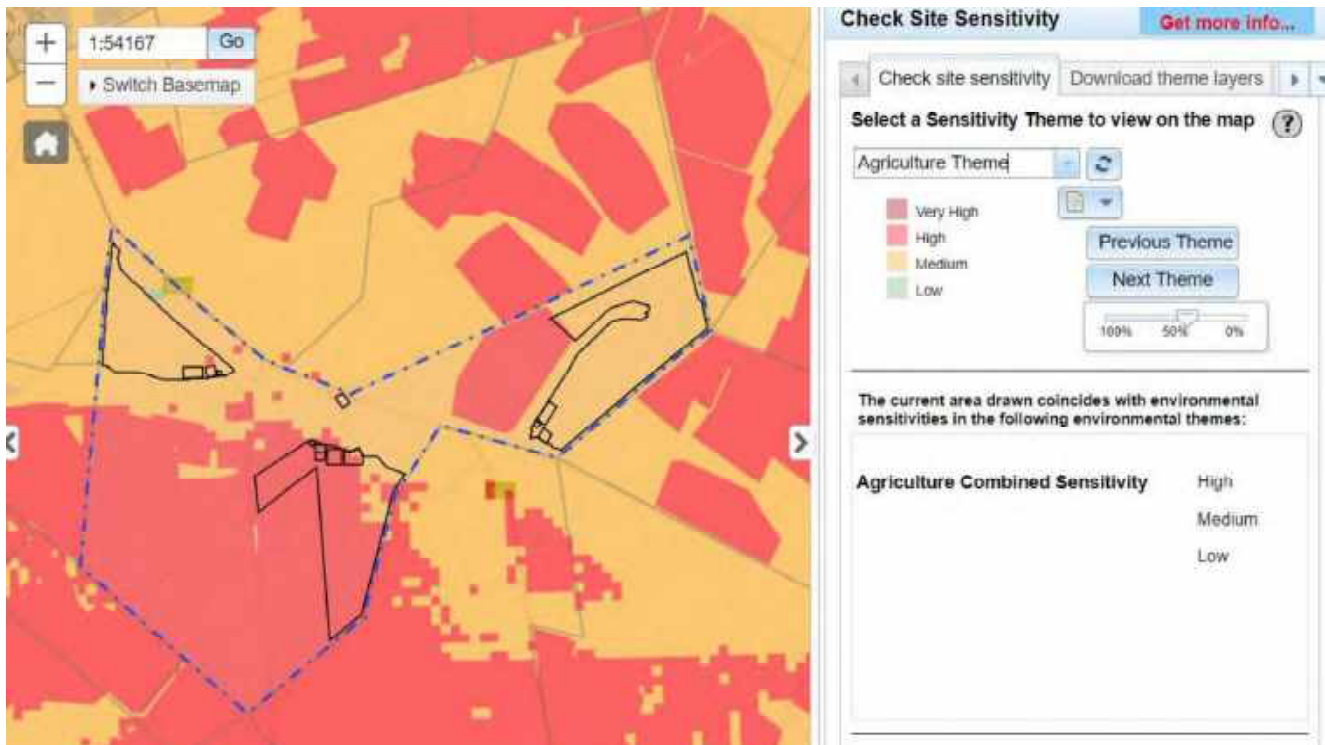 +
1:54167 Go
−
Switch Basemap
Check Site Sensitivity
Get more info...
Check site sensitivity
Download theme layers
Select a Sensitivity Theme to view on the map ?
Agriculture Theme
Very High
High
Medium
Low
Previous Theme
Next Theme
100% 50% 0%
The current area drawn coincides with environmental
sensitivities in the following environmental themes:
Agriculture Combined Sensitivity High
Medium
Low